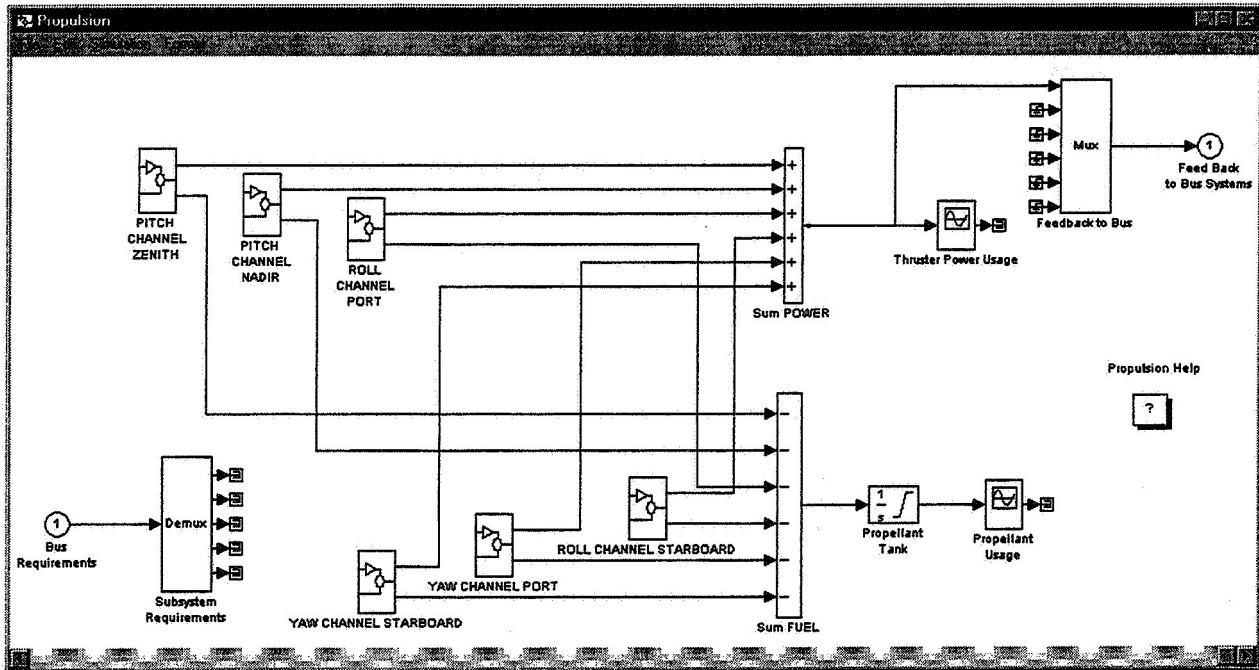 Propulsion
Mux
1
Feed Back
to Bus Systems
Feedback to Bus
PITCH
CHANNEL
ZENITH
PITCH
CHANNEL
NADIR
ROLL
CHANNEL
PORT
+
+
+
+
+
+
Sum POWER
Thruster Power Usage
Propulsion Help
?
1
Bus
Requirements
Demux
Subsystem
Requirements
YAW CHANNEL STARBOARD
YAW CHANNEL PORT
ROLL CHANNEL STARBOARD
−
−
−
−
−
−
Sum FUEL
1
s
Propellant
Tank
Propellant
Usage